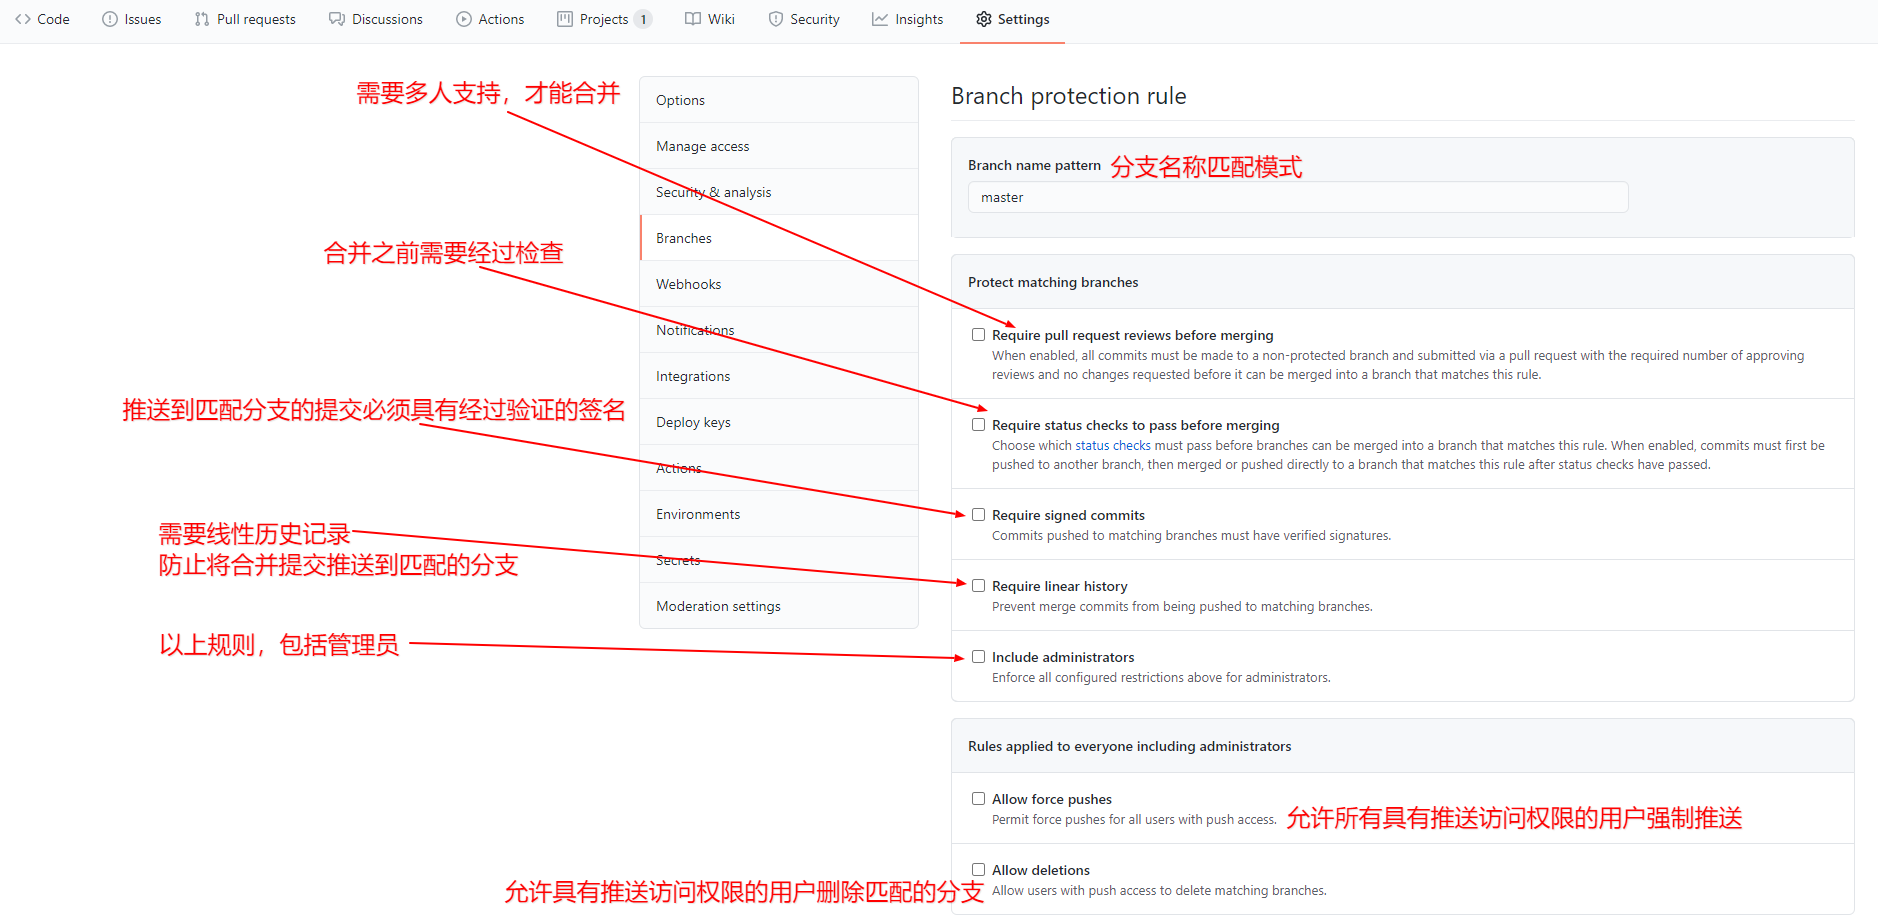 Code
Issues
Pull requests
Discussions
Actions
Projects 1
Wiki
Security
Insights
Settings
需要多人支持，才能合并
合并之前需要经过检查
推送到匹配分支的提交必须具有经过验证的签名
需要线性历史记录
防止将合并提交推送到匹配的分支
以上规则，包括管理员
Options
Manage access
Security & analysis
Branches
Webhooks
Notifications
Integrations
Deploy keys
Actions
Environments
Secrets
Moderation settings
Branch protection rule
Branch name pattern 分支名称匹配模式
master
Protect matching branches
Require pull request reviews before merging
When enabled, all commits must be made to a non-protected branch and submitted via a pull request with the required number of approving
reviews and no changes requested before it can be merged into a branch that matches this rule.
Require status checks to pass before merging
Choose which status checks must pass before branches can be merged into a branch that matches this rule. When enabled, commits must first be
pushed to another branch, then merged or pushed directly to a branch that matches this rule after status checks have passed.
Require signed commits
Commits pushed to matching branches must have verified signatures.
Require linear history
Prevent merge commits from being pushed to matching branches.
Include administrators
Enforce all configured restrictions above for administrators.
Rules applied to everyone including administrators
Allow force pushes
Permit force pushes for all users with push access. 允许所有具有推送访问权限的用户强制推送
Allow deletions
允许具有推送访问权限的用户删除匹配的分支 Allow users with push access to delete matching branches.